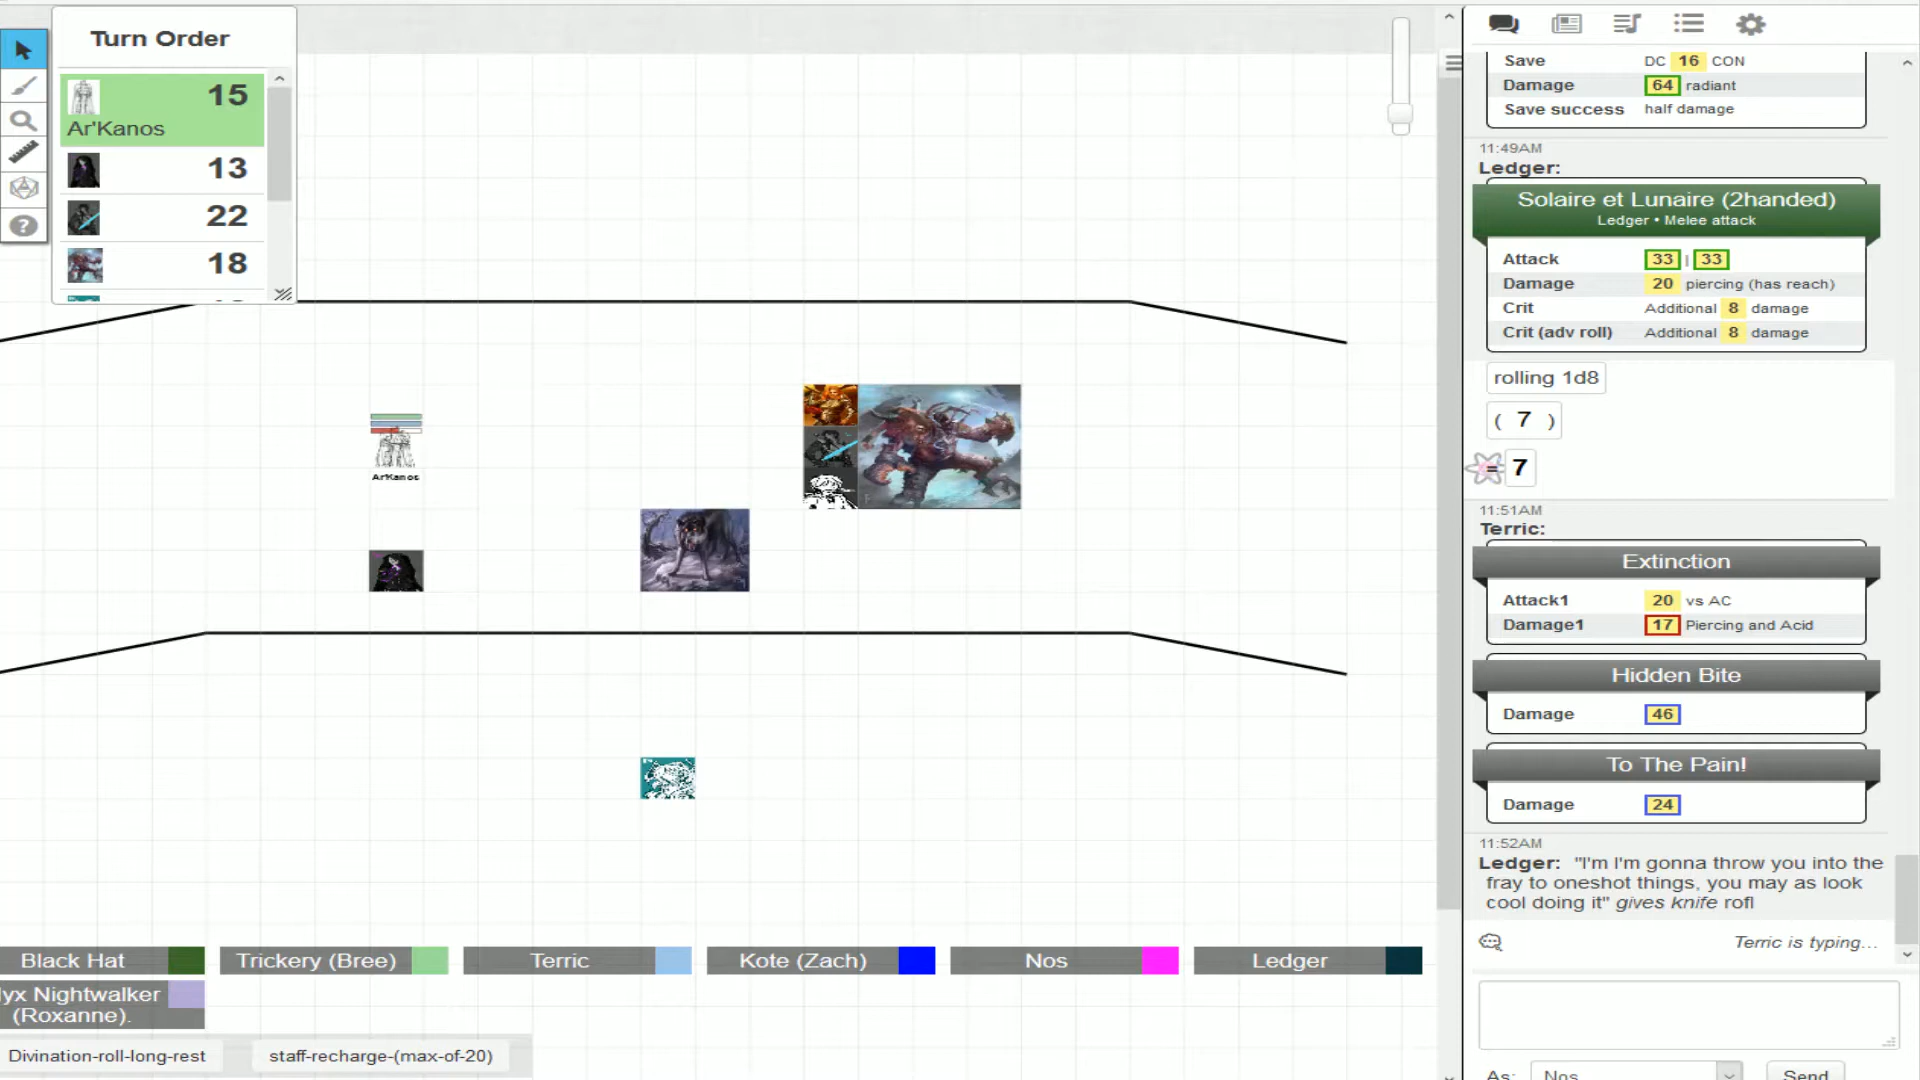 Turn Order
15
Ar'Kanos
13
22
18
Ar'Kanos
Black Hat
Trickery (Bree)
Terric
Kote (Zach)
Nos
Ledger
lyx Nightwalker
(Roxanne).
Divination-roll-long-rest
staff-recharge-(max-of-20)
Save DC 16 CON
Damage 64 radiant
Save success half damage
11:49AM
Ledger:
Solaire et Lunaire (2handed)
Ledger • Melee attack
Attack 33 | 33
Damage 20 piercing (has reach)
Crit Additional 8 damage
Crit (adv roll) Additional 8 damage
rolling 1d8
( 7 )
= 7
11:51AM
Terric:
Extinction
Attack1 20 vs AC
Damage1 17 Piercing and Acid
Hidden Bite
Damage 46
To The Pain!
Damage 24
11:52AM
Ledger: "I'm I'm gonna throw you into the
fray to oneshot things, you may as look
cool doing it" gives knife rofl
Terric is typing...
As: Nos Send